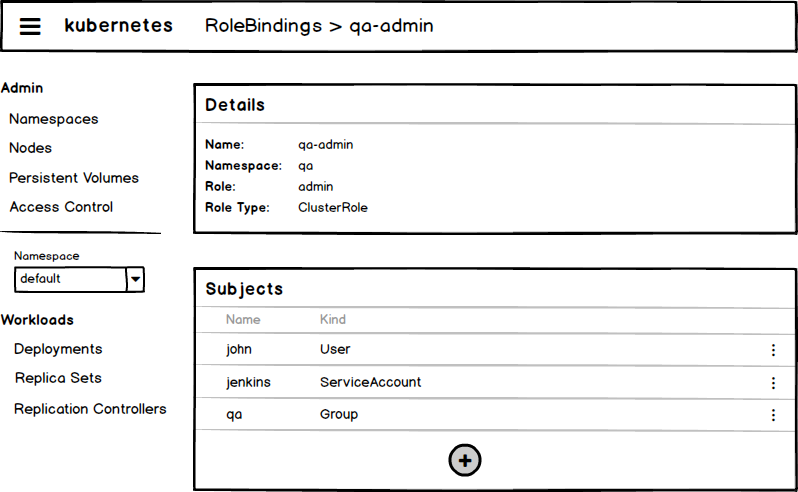 kubernetes RoleBindings > qa-admin
Admin
Namespaces
Nodes
Persistent Volumes
Access Control
Namespace
default
Workloads
Deployments
Replica Sets
Replication Controllers
Details
Name: qa-admin
Namespace: qa
Role: admin
Role Type: ClusterRole
Subjects
Name Kind
john User
jenkins ServiceAccount
qa Group